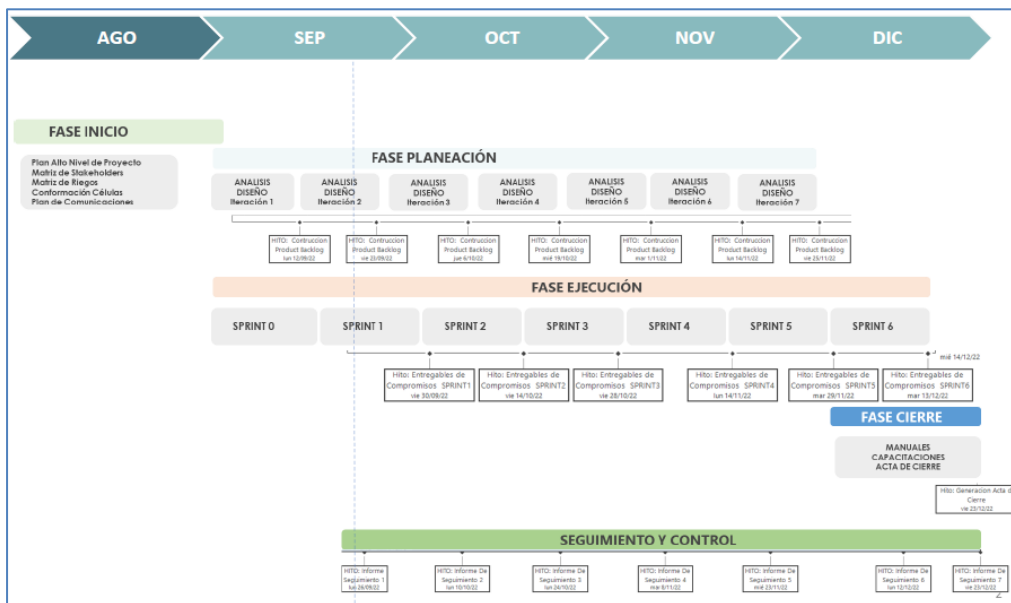 AGO
SEP
OCT
NOV
DIC
FASE INICIO
Plan Alto Nivel de Proyecto
Matriz de Stakeholders
Matriz de Riegos
Conformación Células
Plan de Comunicaciones
FASE PLANEACIÓN
ANALISIS
DISEÑO
Iteración 1
ANALISIS
DISEÑO
Iteración 2
ANALISIS
DISEÑO
Iteración 3
ANALISIS
DISEÑO
Iteración 4
ANALISIS
DISEÑO
Iteración 5
ANALISIS
DISEÑO
Iteración 6
ANALISIS
DISEÑO
Iteración 7
HITO: Contruccion
Product Backlog
lun 12/09/22
HITO: Contruccion
Product Backlog
vie 23/09/22
HITO: Contruccion
Product Backlog
jue 6/10/22
HITO: Contruccion
Product Backlog
mié 19/10/22
HITO: Contruccion
Product Backlog
mar 1/11/22
HITO: Contruccion
Product Backlog
lun 14/11/22
HITO: Contruccion
Product Backlog
vie 25/11/22
FASE EJECUCIÓN
SPRINT 0
SPRINT 1
SPRINT 2
SPRINT 3
SPRINT 4
SPRINT 5
SPRINT 6
mié 14/12/22
Hito: Entregables de
Compromisos SPRINT1
vie 30/09/22
Hito: Entregables de
Compromisos SPRINT2
vie 14/10/22
Hito: Entregables de
Compromisos SPRINT3
vie 28/10/22
Hito: Entregables de
Compromisos SPRINT4
lun 14/11/22
Hito: Entregables de
Compromisos SPRINT5
mar 29/11/22
Hito: Entregables de
Compromisos SPRINT6
mar 13/12/22
FASE CIERRE
MANUALES
CAPACITACIONES
ACTA DE CIERRE
Hito: Generacion Acta d
Cierre
vie 23/12/22
SEGUIMIENTO Y CONTROL
HITO: Informe
Seguimiento 1
lun 26/09/22
HITO: Informe De
Seguimiento 2
lun 10/10/22
HITO: Informe De
Seguimiento 3
lun 24/10/22
HITO: Informe De
Seguimiento 4
mar 8/11/22
HITO: Informe De
Seguimiento 5
mié 23/11/22
HITO: Informe De
Seguimiento 6
lun 12/12/22
HITO: Informe De
Seguimiento 7
vie 23/12/22
2